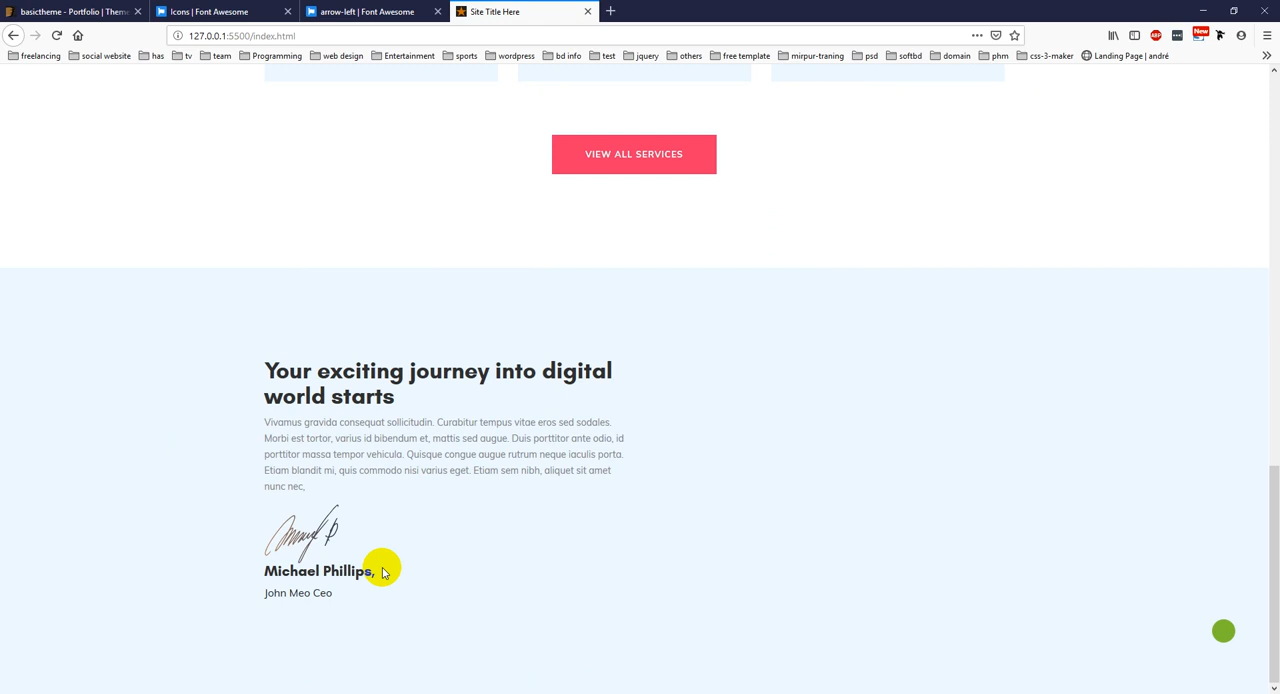 basictheme - Portfolio | Them
Icons | Font Awesome
arrow-left | Font Awesome
Site Title Here
127.0.0.1:5500/index.html
New
ABP
freelancing
social website
has
tv
team
Programming
web design
Entertainment
sports
wordpress
bd info
test
jquery
others
free template
mirpur-traning
psd
softbd
domain
phm
css-3-maker
Landing Page | andré
VIEW ALL SERVICES
Your exciting journey into digital
world starts
Vivamus gravida consequat sollicitudin. Curabitur tempus vitae eros sed sodales.
Morbi est tortor, varius id bibendum et, mattis sed augue. Duis porttitor ante odio, id
porttitor massa tempor vehicula. Quisque congue augue rutrum neque iaculis porta.
Etiam blandit mi, quis commodo nisi varius eget. Etiam sem nibh, aliquet sit amet
nunc nec,
Michael Phillips,
John Meo Ceo